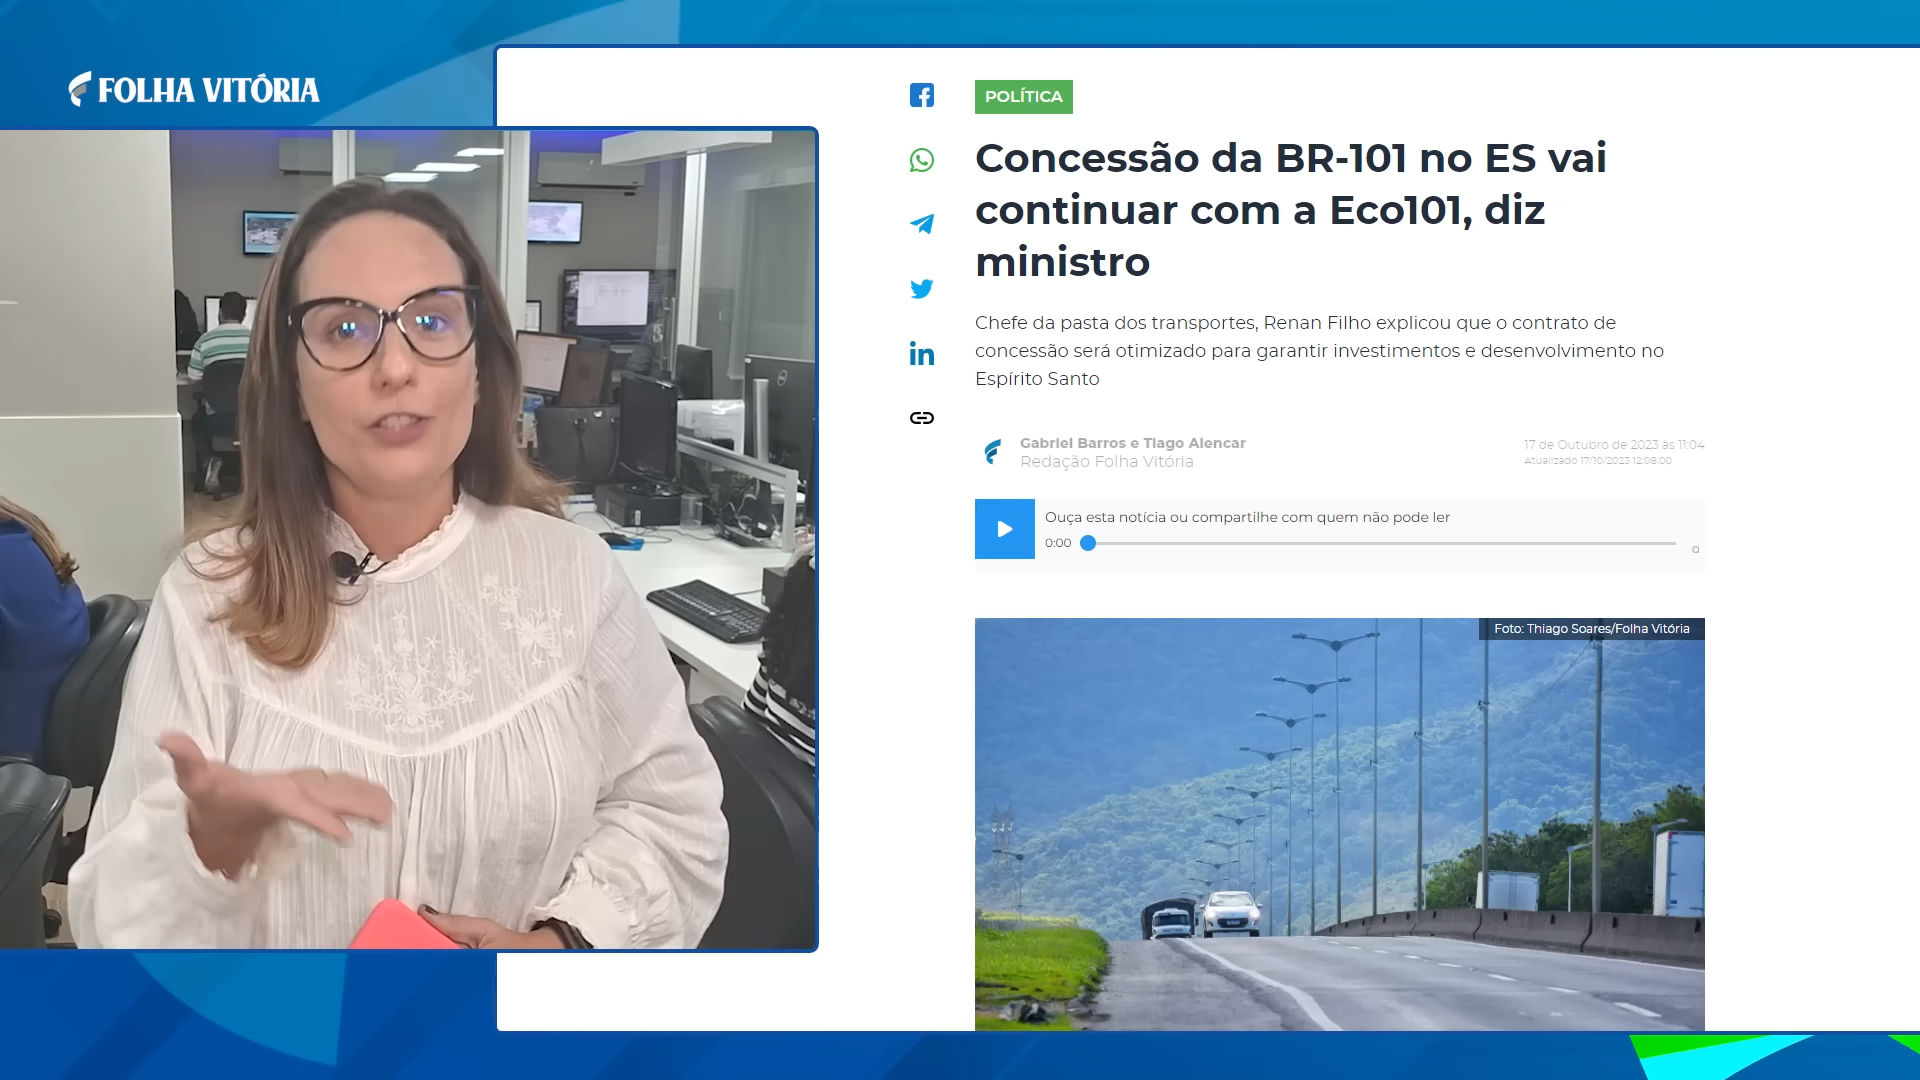 FOLHA VITÓRIA
POLÍTICA
Concessão da BR-101 no ES vai
continuar com a Eco101, diz
ministro
Chefe da pasta dos transportes, Renan Filho explicou que o contrato de
concessão será otimizado para garantir investimentos e desenvolvimento no
Espírito Santo
Gabriel Barros e Tiago Alencar
Redação Folha Vitória
17 de Outubro de 2023 às 11:04
Atualizado 17/10/2023 12:08:00
Ouça esta notícia ou compartilhe com quem não pode ler
0:00
Foto: Thiago Soares/Folha Vitória